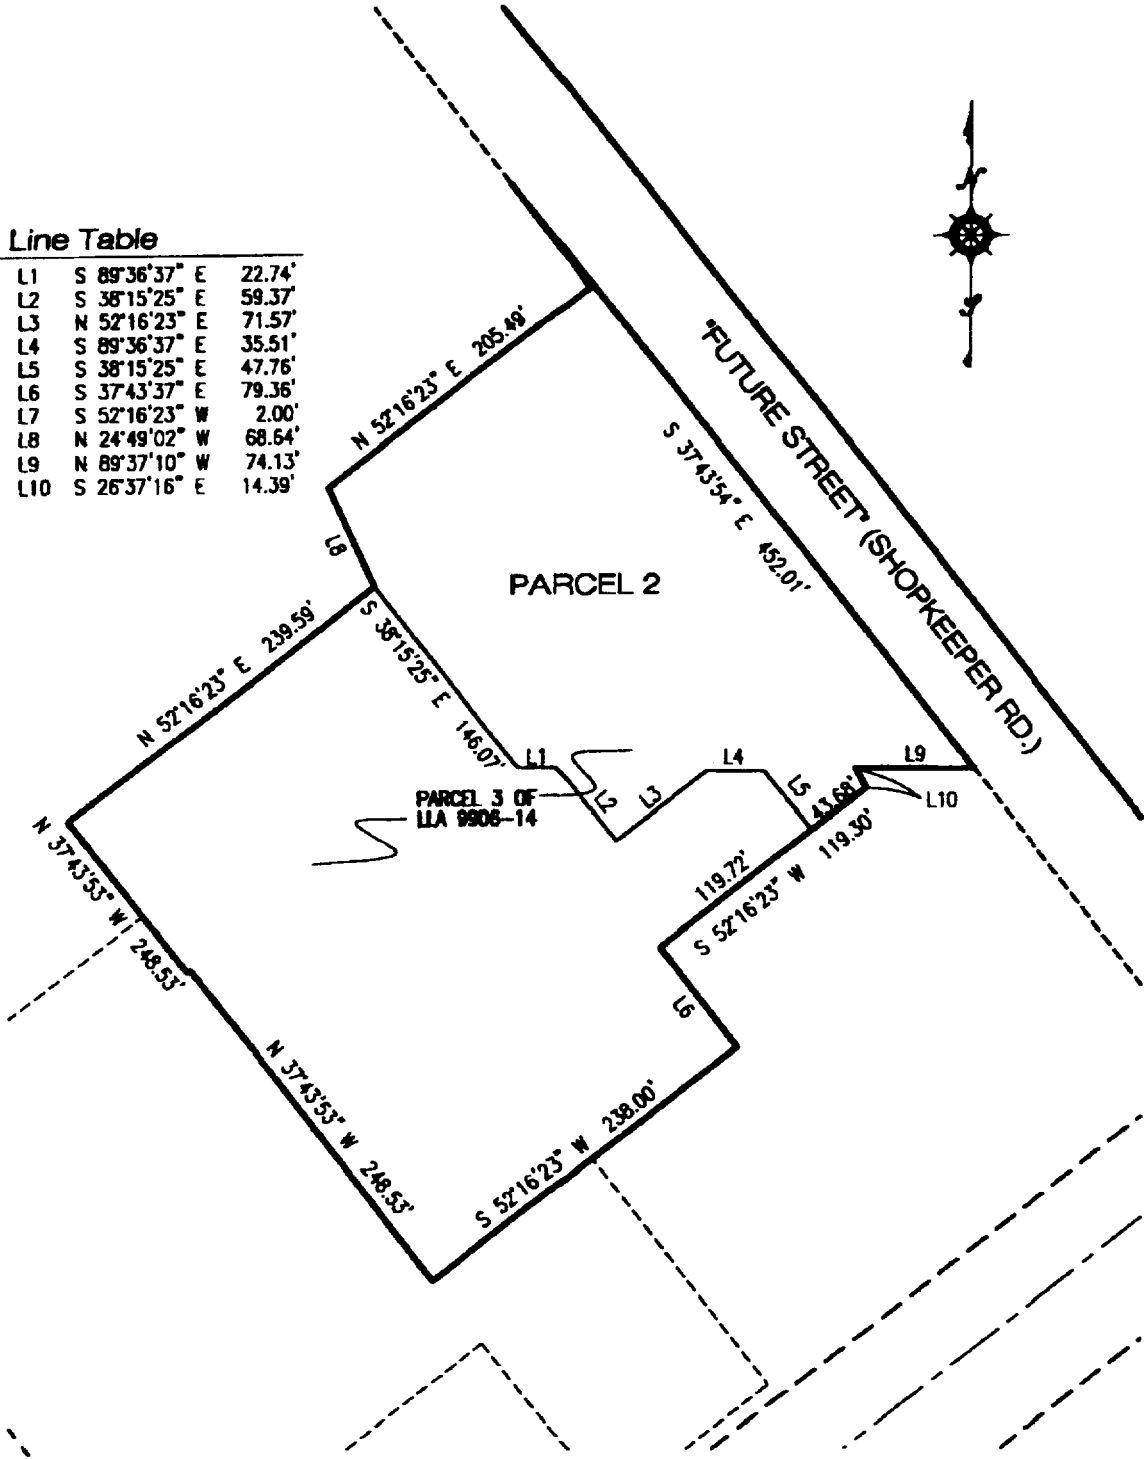 N
S
Line Table
L1 S 89°36'37" E 22.74'
L2 S 38°15'25" E 59.37'
L3 N 52°16'23" E 71.57'
L4 S 89°36'37" E 35.51'
L5 S 38°15'25" E 47.76'
L6 S 37°43'37" E 79.36'
L7 S 52°16'23" W 2.00'
L8 N 24°49'02" W 68.64'
L9 N 89°37'10" W 74.13'
L10 S 26°37'16" E 14.39'
N 52°16'23" E 205.49'
"FUTURE STREET" (SHOPKEEPER RD.)
S 37°43'54" E 452.01'
L8
PARCEL 2
N 52°16'23" E 239.59'
S 38°15'25" E 146.07'
L1
L4
L9
L2
L3
L5
43.68'
L10
PARCEL 3 OF
LLA 9906-14
119.72'
S 52°16'23" W 119.30'
N 37°43'53" W 248.53'
L6
N 37°43'53" W 248.53'
S 52°16'23" W 238.00'